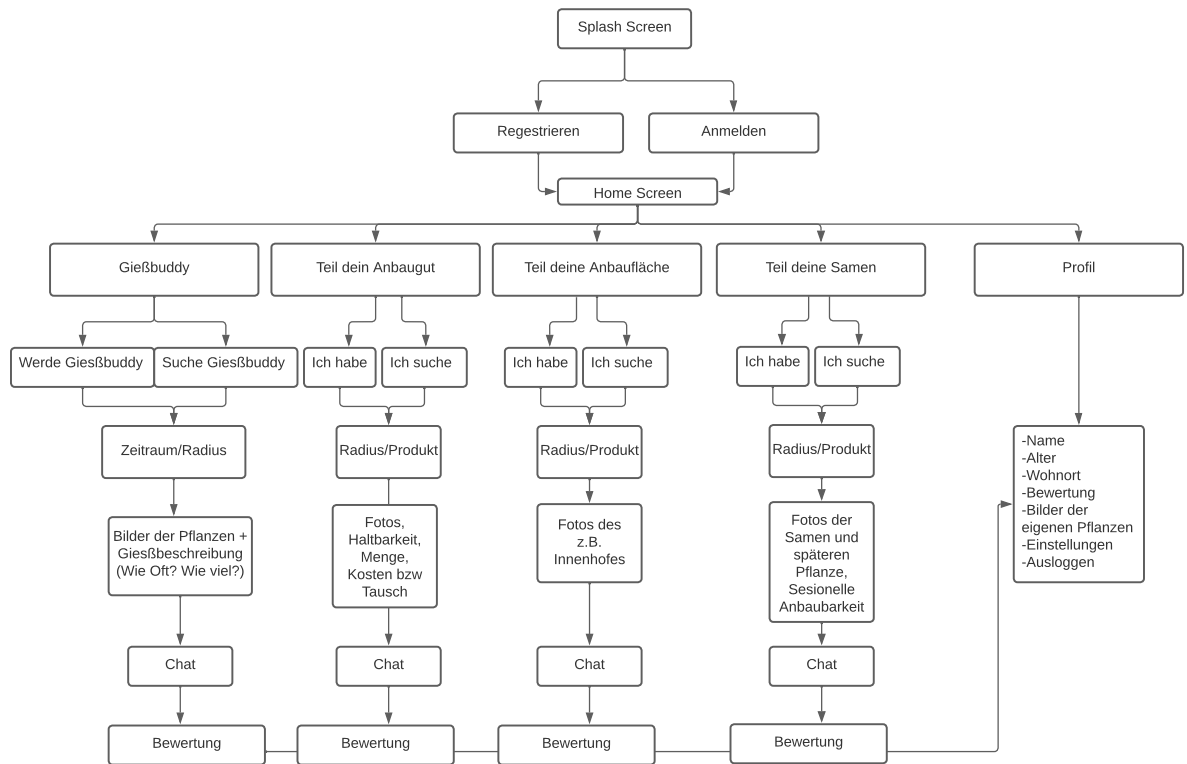 Splash Screen
Regestrieren
Anmelden
Home Screen
Gießbuddy
Teil dein Anbaugut
Teil deine Anbaufläche
Teil deine Samen
Profil
Werde Giesßbuddy
Suche Giesßbuddy
Ich habe
Ich suche
Ich habe
Ich suche
Ich habe
Ich suche
Zeitraum/Radius
Radius/Produkt
Radius/Produkt
Radius/Produkt
-Name
-Alter
-Wohnort
-Bewertung
-Bilder der
eigenen Pflanzen
-Einstellungen
-Ausloggen
Bilder der Pflanzen +
Giesßbeschreibung
(Wie Oft? Wie viel?)
Fotos,
Haltbarkeit,
Menge,
Kosten bzw
Tausch
Fotos des
z.B.
Innenhofes
Fotos der
Samen und
späteren
Pflanze,
Sesionelle
Anbaubarkeit
Chat
Chat
Chat
Chat
Bewertung
Bewertung
Bewertung
Bewertung